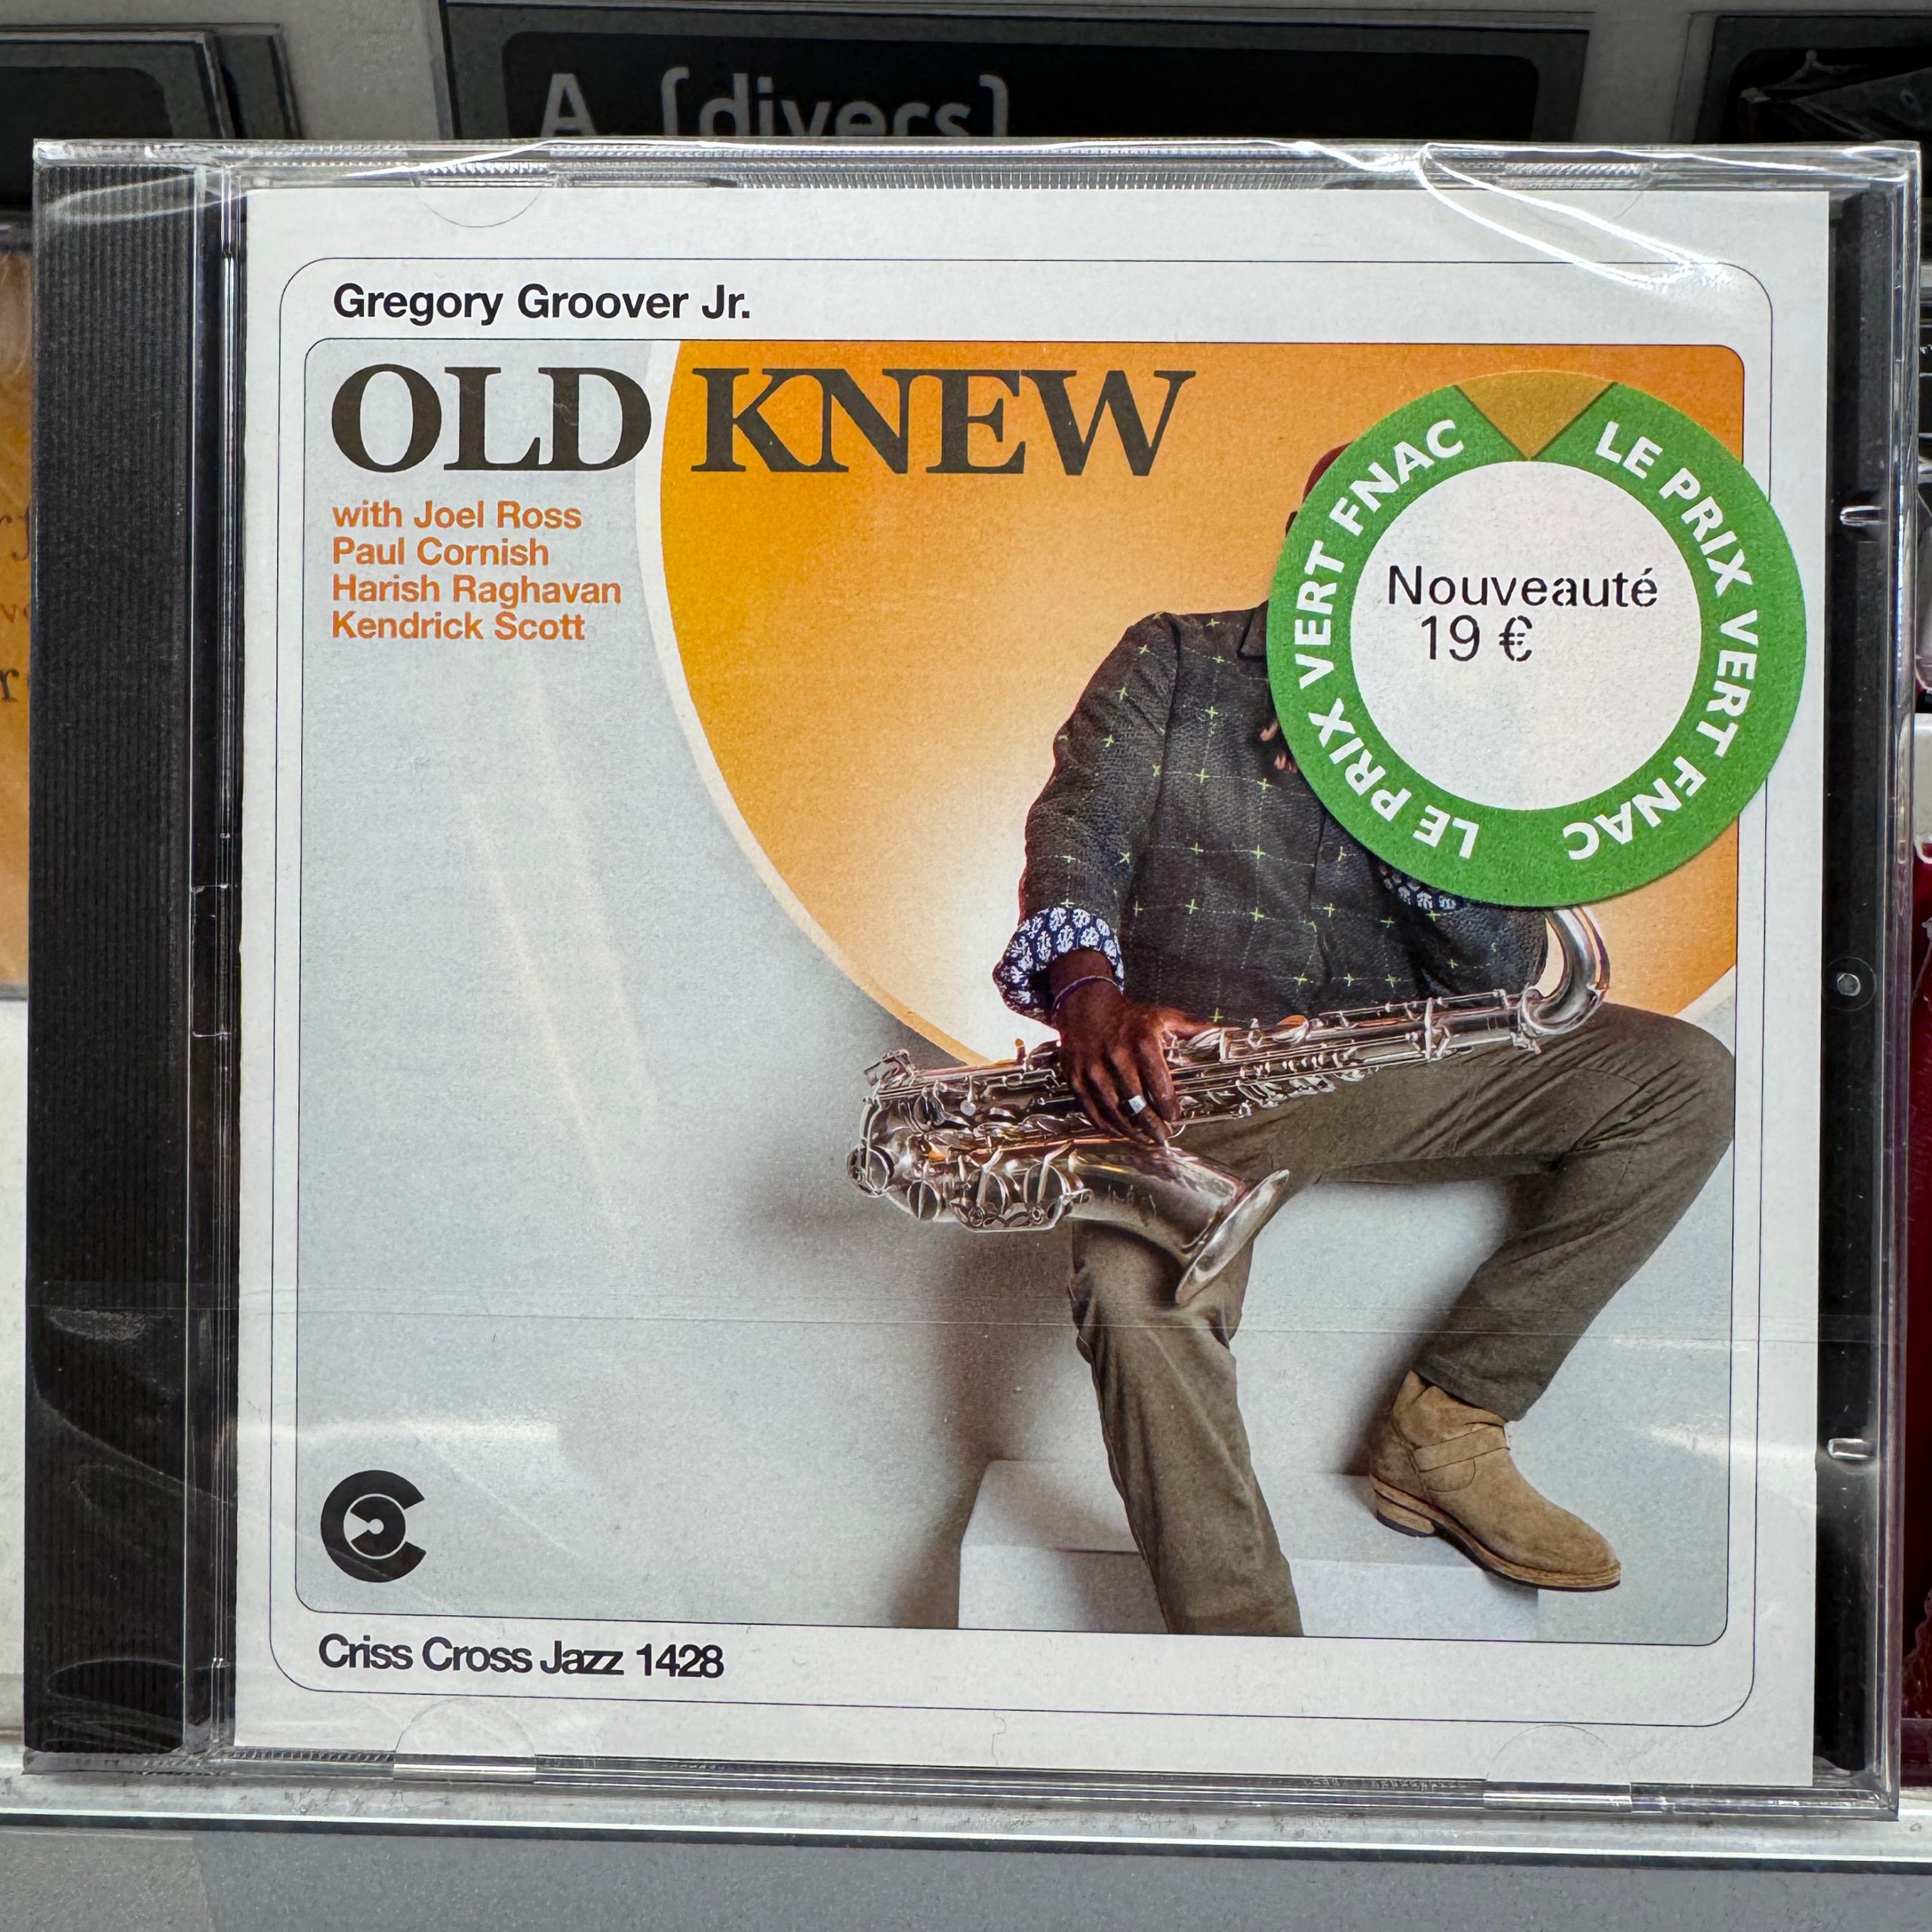 A (divers)
Gregory Groover Jr.
OLD KNEW
with Joel Ross
Paul Cornish
Harish Raghavan
Kendrick Scott
LE PRIX VERT FNAC
LE PRIX VERT FNAC
Nouveauté
19 €
Criss Cross Jazz 1428